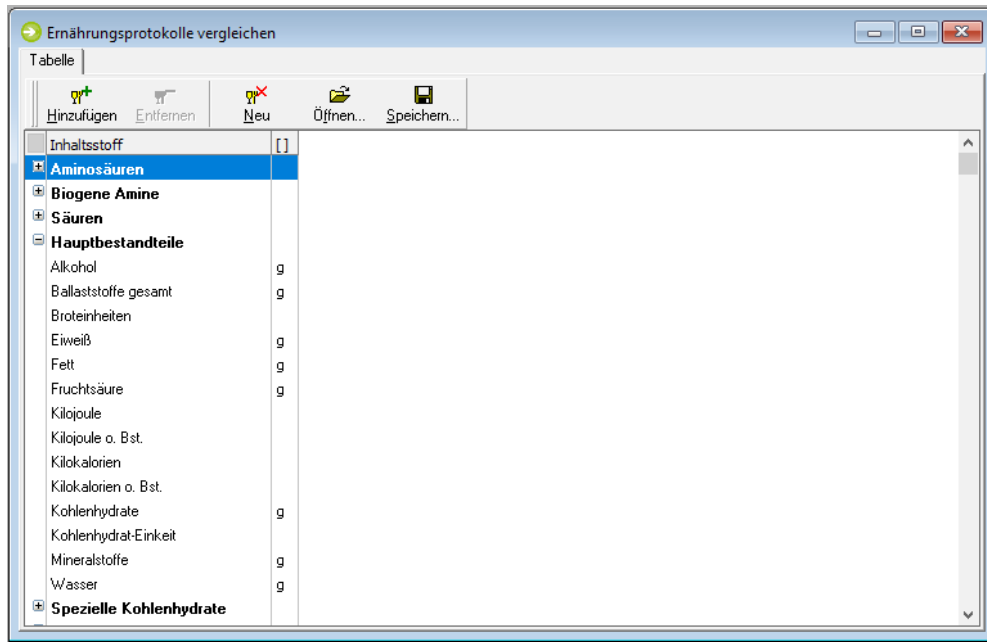 Ernährungsprotokolle vergleichen
Tabelle
Hinzufügen Entfernen Neu Öffnen... Speichern...
Inhaltsstoff []
Aminosäuren
Biogene Amine
Säuren
Hauptbestandteile
Alkohol g
Ballaststoffe gesamt g
Broteinheiten
Eiweiß g
Fett g
Fruchtsäure g
Kilojoule
Kilojoule o. Bst.
Kilokalorien
Kilokalorien o. Bst.
Kohlenhydrate g
Kohlenhydrat-Einkeit
Mineralstoffe g
Wasser g
Spezielle Kohlenhydrate